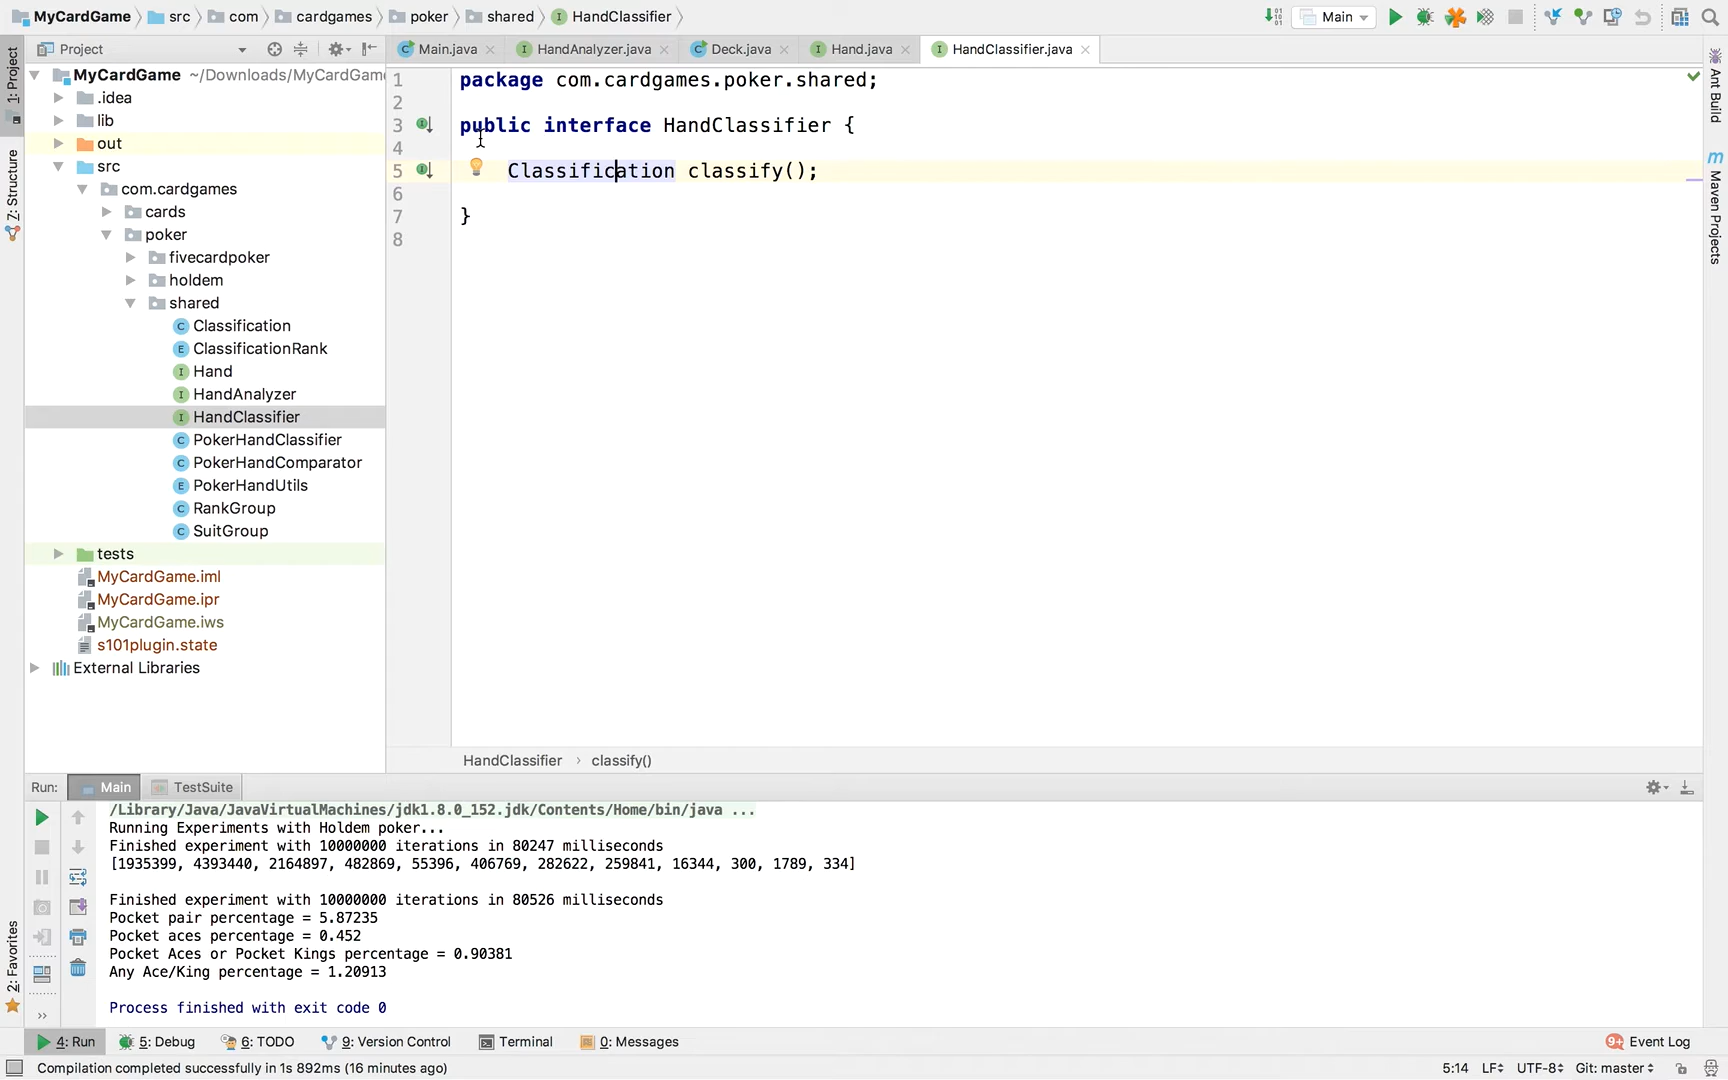 MyCardGame src com cardgames poker shared HandClassifier
Main
1: Project
Z: Structure
2: Favorites
Project
Main.java
HandAnalyzer.java
Deck.java
Hand.java
HandClassifier.java
MyCardGame ~/Downloads/MyCardGame
.idea
lib
out
src
com.cardgames
cards
poker
fivecardpoker
holdem
shared
Classification
ClassificationRank
Hand
HandAnalyzer
HandClassifier
PokerHandClassifier
PokerHandComparator
PokerHandUtils
RankGroup
SuitGroup
tests
MyCardGame.iml
MyCardGame.ipr
MyCardGame.iws
s101plugin.state
External Libraries
1 package com.cardgames.poker.shared;
2
3 public interface HandClassifier {
4
5 Classification classify();
6
7 }
8
Ant Build
Maven Projects
HandClassifier › classify()
Run: Main TestSuite
/Library/Java/JavaVirtualMachines/jdk1.8.0_152.jdk/Contents/Home/bin/java ...
Running Experiments with Holdem poker...
Finished experiment with 10000000 iterations in 80247 milliseconds
[1935399, 4393440, 2164897, 482869, 55396, 406769, 282622, 259841, 16344, 300, 1789, 334]
Finished experiment with 10000000 iterations in 80526 milliseconds
Pocket pair percentage = 5.87235
Pocket aces percentage = 0.452
Pocket Aces or Pocket Kings percentage = 0.90381
Any Ace/King percentage = 1.20913
Process finished with exit code 0
4: Run 5: Debug 6: TODO 9: Version Control Terminal 0: Messages 9+ Event Log
Compilation completed successfully in 1s 892ms (16 minutes ago) 5:14 LF UTF-8 Git: master